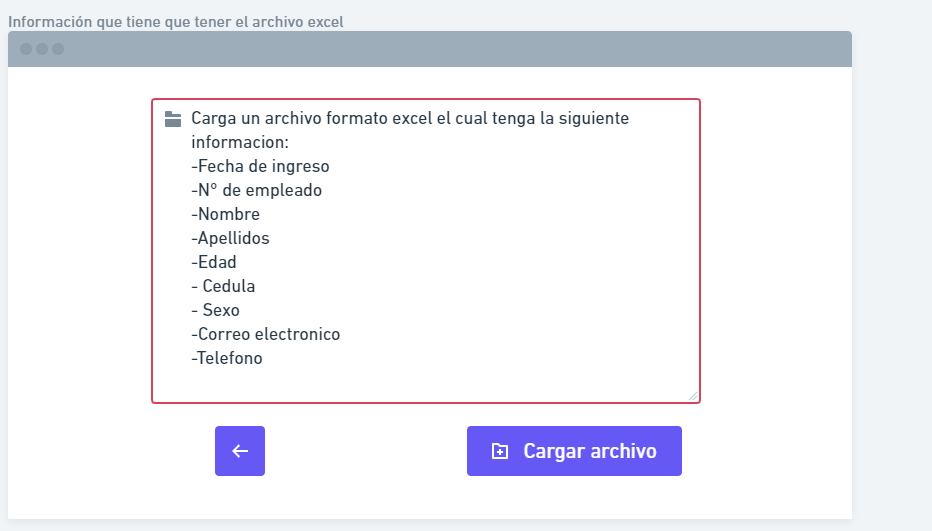 Información que tiene que tener el archivo excel
Carga un archivo formato excel el cual tenga la siguiente
informacion:
-Fecha de ingreso
-N° de empleado
-Nombre
-Apellidos
-Edad
- Cedula
- Sexo
-Correo electronico
-Telefono
Cargar archivo